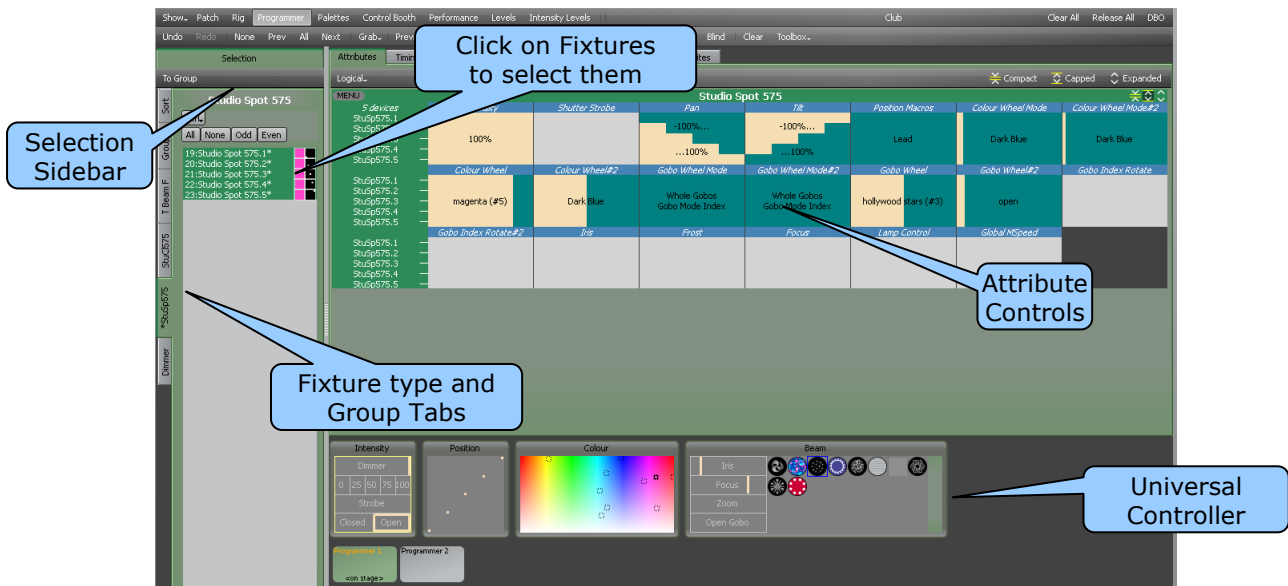 Show Patch Rig Programmer Palettes Control Booth Performance Levels Intensity Levels Club Clear All Release All DBO
Undo Redo None Prev All Next Grab Prev Blind Clear Toolbox
Click on Fixtures
to select them
Selection
Attributes
To Group
Logical
Compact Capped Expanded
MENU
Studio Spot 575
Sort
Studio Spot 575
5 devices Shutter Strobe Pan Tilt Position Macros Colour Wheel Mode Colour Wheel Mode#2
StuSp575.1
StuSp575.3
StuSp575.4
StuSp575.5
100%
-100%...
...100%
-100%...
...100%
Lead
Dark Blue
Dark Blue
Selection
Sidebar
All None Odd Even
19:Studio Spot 575.1*
20:Studio Spot 575.2*
21:Studio Spot 575.3*
22:Studio Spot 575.4*
23:Studio Spot 575.5*
Colour Wheel Colour Wheel#2 Gobo Wheel Mode Gobo Wheel Mode#2 Gobo Wheel Gobo Wheel#2 Gobo Index Rotate
StuSp575.1
StuSp575.2
StuSp575.3
StuSp575.4
StuSp575.5
magenta (#5)
Dark Blue
Whole Gobos
Gobo Mode Index
Whole Gobos
Gobo Mode Index
hollywood stars (#3)
open
T Beam F
StuCl575
*StuSp575
Dimmer
Gobo Index Rotate#2 Iris Frost Focus Lamp Control Global MSpeed
StuSp575.1
StuSp575.2
StuSp575.3
StuSp575.4
StuSp575.5
Attribute
Controls
Fixture type and
Group Tabs
Intensity Position Colour Beam
Dimmer
0 25 50 75 100
Strobe
Closed Open
Iris
Focus
Zoom
Open Gobo
Universal
Controller
Programmer 1
<on stage>
Programmer 2